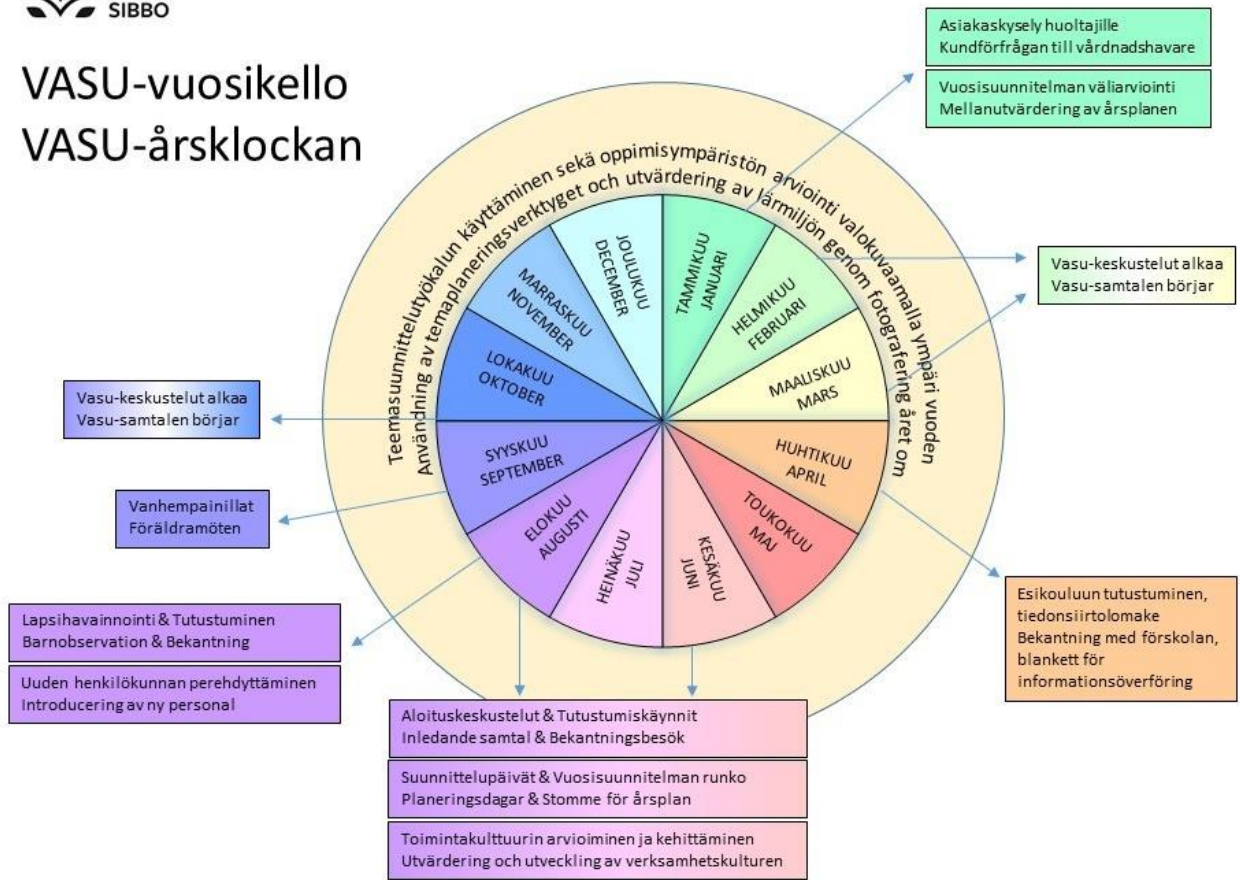 SIBBO
VASU-vuosikello
VASU-årsklockan
Asiakaskysely huoltajille
Kundförfrågan till vårdnadshavare
Vuosisuunnitelman väliarviointi
Mellanutvärdering av årsplanen
Teemasuunnittelutyökalun käyttäminen sekä oppimisympäristön arviointi valokuvaamalla ympäri vuoden
Användning av temaplaneringsverktyget och utvärdering av lärmiljön genom fotografering året om
TAMMIKUU
JANUARI
HELMIKUU
FEBRUARI
MAALISKUU
MARS
HUHTIKUU
APRIL
TOUKOKUU
MAJ
KESÄKUU
JUNI
HEINÄKUU
JULI
ELOKUU
AUGUSTI
SYYSKUU
SEPTEMBER
LOKAKUU
OKTOBER
MARRASKUU
NOVEMBER
JOULUKUU
DECEMBER
Vasu-keskustelut alkaa
Vasu-samtalen börjar
Esikouluun tutustuminen,
tiedonsiirtolomake
Bekantning med förskolan,
blankett för
informationsöverföring
Aloituskeskustelut & Tutustumiskäynnit
Inledande samtal & Bekantningsbesök
Suunnittelupäivät & Vuosisuunnitelman runko
Planeringsdagar & Stomme för årsplan
Toimintakulttuurin arvioiminen ja kehittäminen
Utvärdering och utveckling av verksamhetskulturen
Lapsihavainnointi & Tutustuminen
Barnobservation & Bekantning
Uuden henkilökunnan perehdyttäminen
Introducering av ny personal
Vanhempainillat
Föräldramöten
Vasu-keskustelut alkaa
Vasu-samtalen börjar